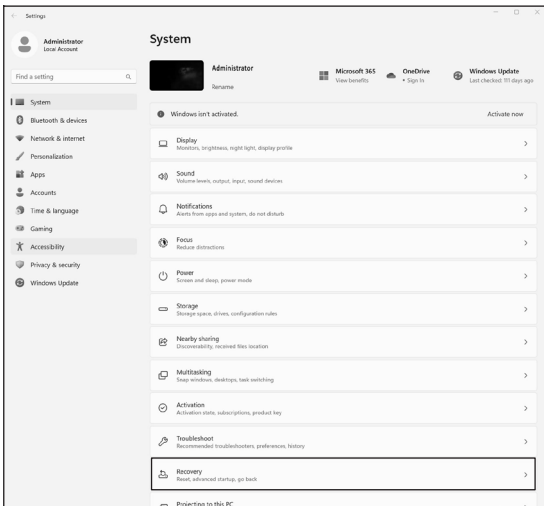 Settings
Administrator
Local Account
Find a setting
System
Bluetooth & devices
Network & internet
Personalization
Apps
Accounts
Time & language
Gaming
Accessibility
Privacy & security
Windows Update
System
Administrator
Rename
Microsoft 365
View benefits
OneDrive
• Sign In
Windows Update
Last checked: 111 days ago
Windows isn't activated.
Activate now
Display
Monitors, brightness, night light, display profile
Sound
Volume levels, output, input, sound devices
Notifications
Alerts from apps and system, do not disturb
Focus
Reduce distractions
Power
Screen and sleep, power mode
Storage
Storage space, drives, configuration rules
Nearby sharing
Discoverability, received files location
Multitasking
Snap windows, desktops, task switching
Activation
Activation state, subscriptions, product key
Troubleshoot
Recommended troubleshooters, preferences, history
Recovery
Reset, advanced startup, go back
Projecting to this PC